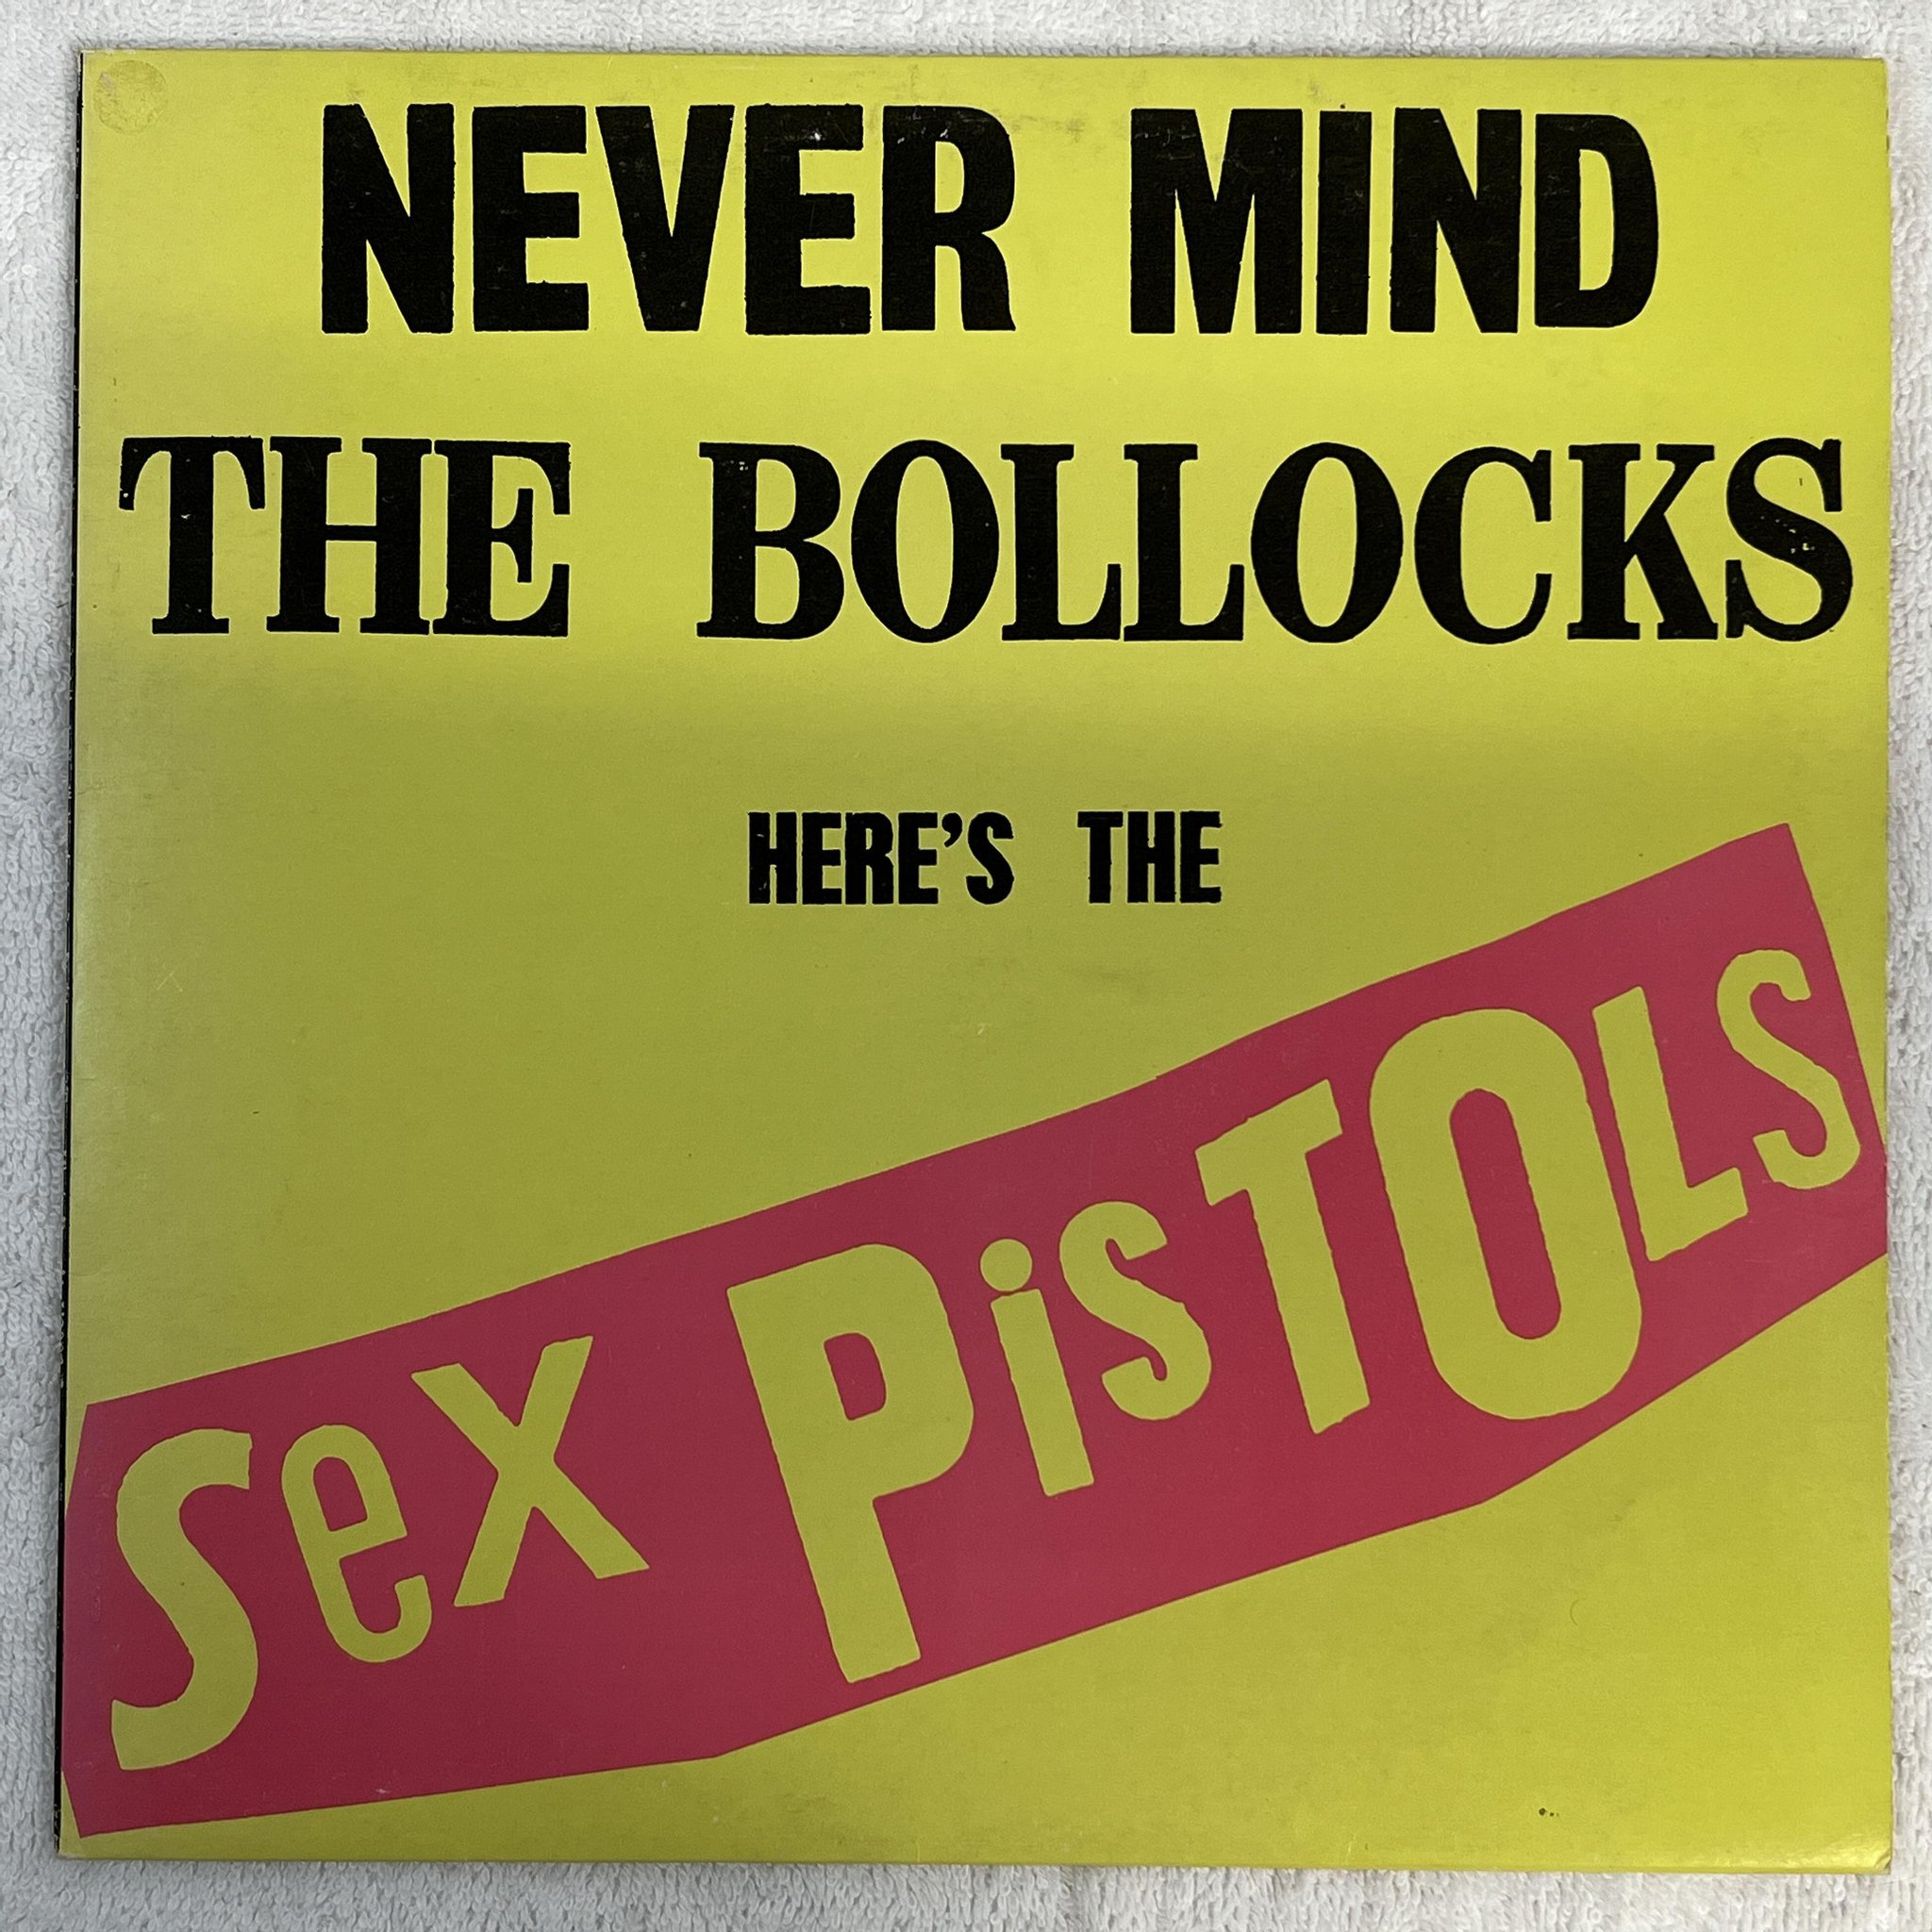 NEVER MIND
THE BOLLOCKS
HERE'S THE
SeX PisTOLS